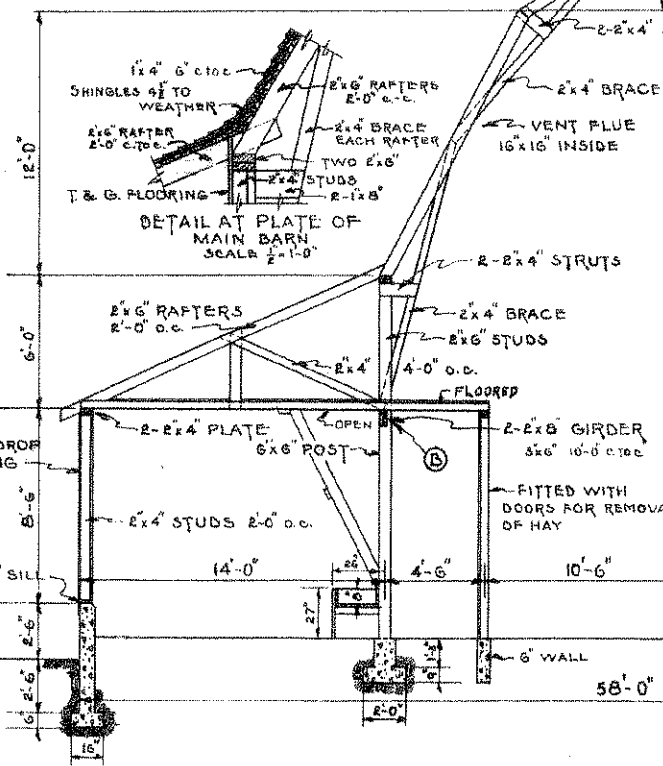 2-2"x4"
1"x4" 6" C TO C
SHINGLES 4½" TO
WEATHER
2"x6" RAFTER
2'-0" C. TO C.
T. & G. FLOORING
2"x6" RAFTERS
2'-0" C.-C.
2"x4" BRACE
EACH RAFTER
TWO 2"x6"
2"x4" STUDS
2-1"x8"
DETAIL AT PLATE OF
MAIN BARN
SCALE ½"=1'-0"
2"x4" BRACE
VENT FLUE
16"x16" INSIDE
12'-0"
2-2"x4" STRUTS
2"x6" RAFTERS
2'-0" O.C.
2"x4" BRACE
2"x6" STUDS
4'-0" O.C.
2"x4"
6'-0"
FLOORED
2-2"x4" PLATE
OPEN
2-2"x8" GIRDER
6"x6" POST
B
10'-0" C TO C
DROP
FITTED WITH
DOORS FOR REMOVA
OF HAY
8'-6"
2"x4" STUDS 2'-0" O.C.
SILL
14'-0"
26"
4'-6"
10'-6"
27"
2'-6"
6" WALL
2'-6"
58'-0"
6"
2'-0"
16"